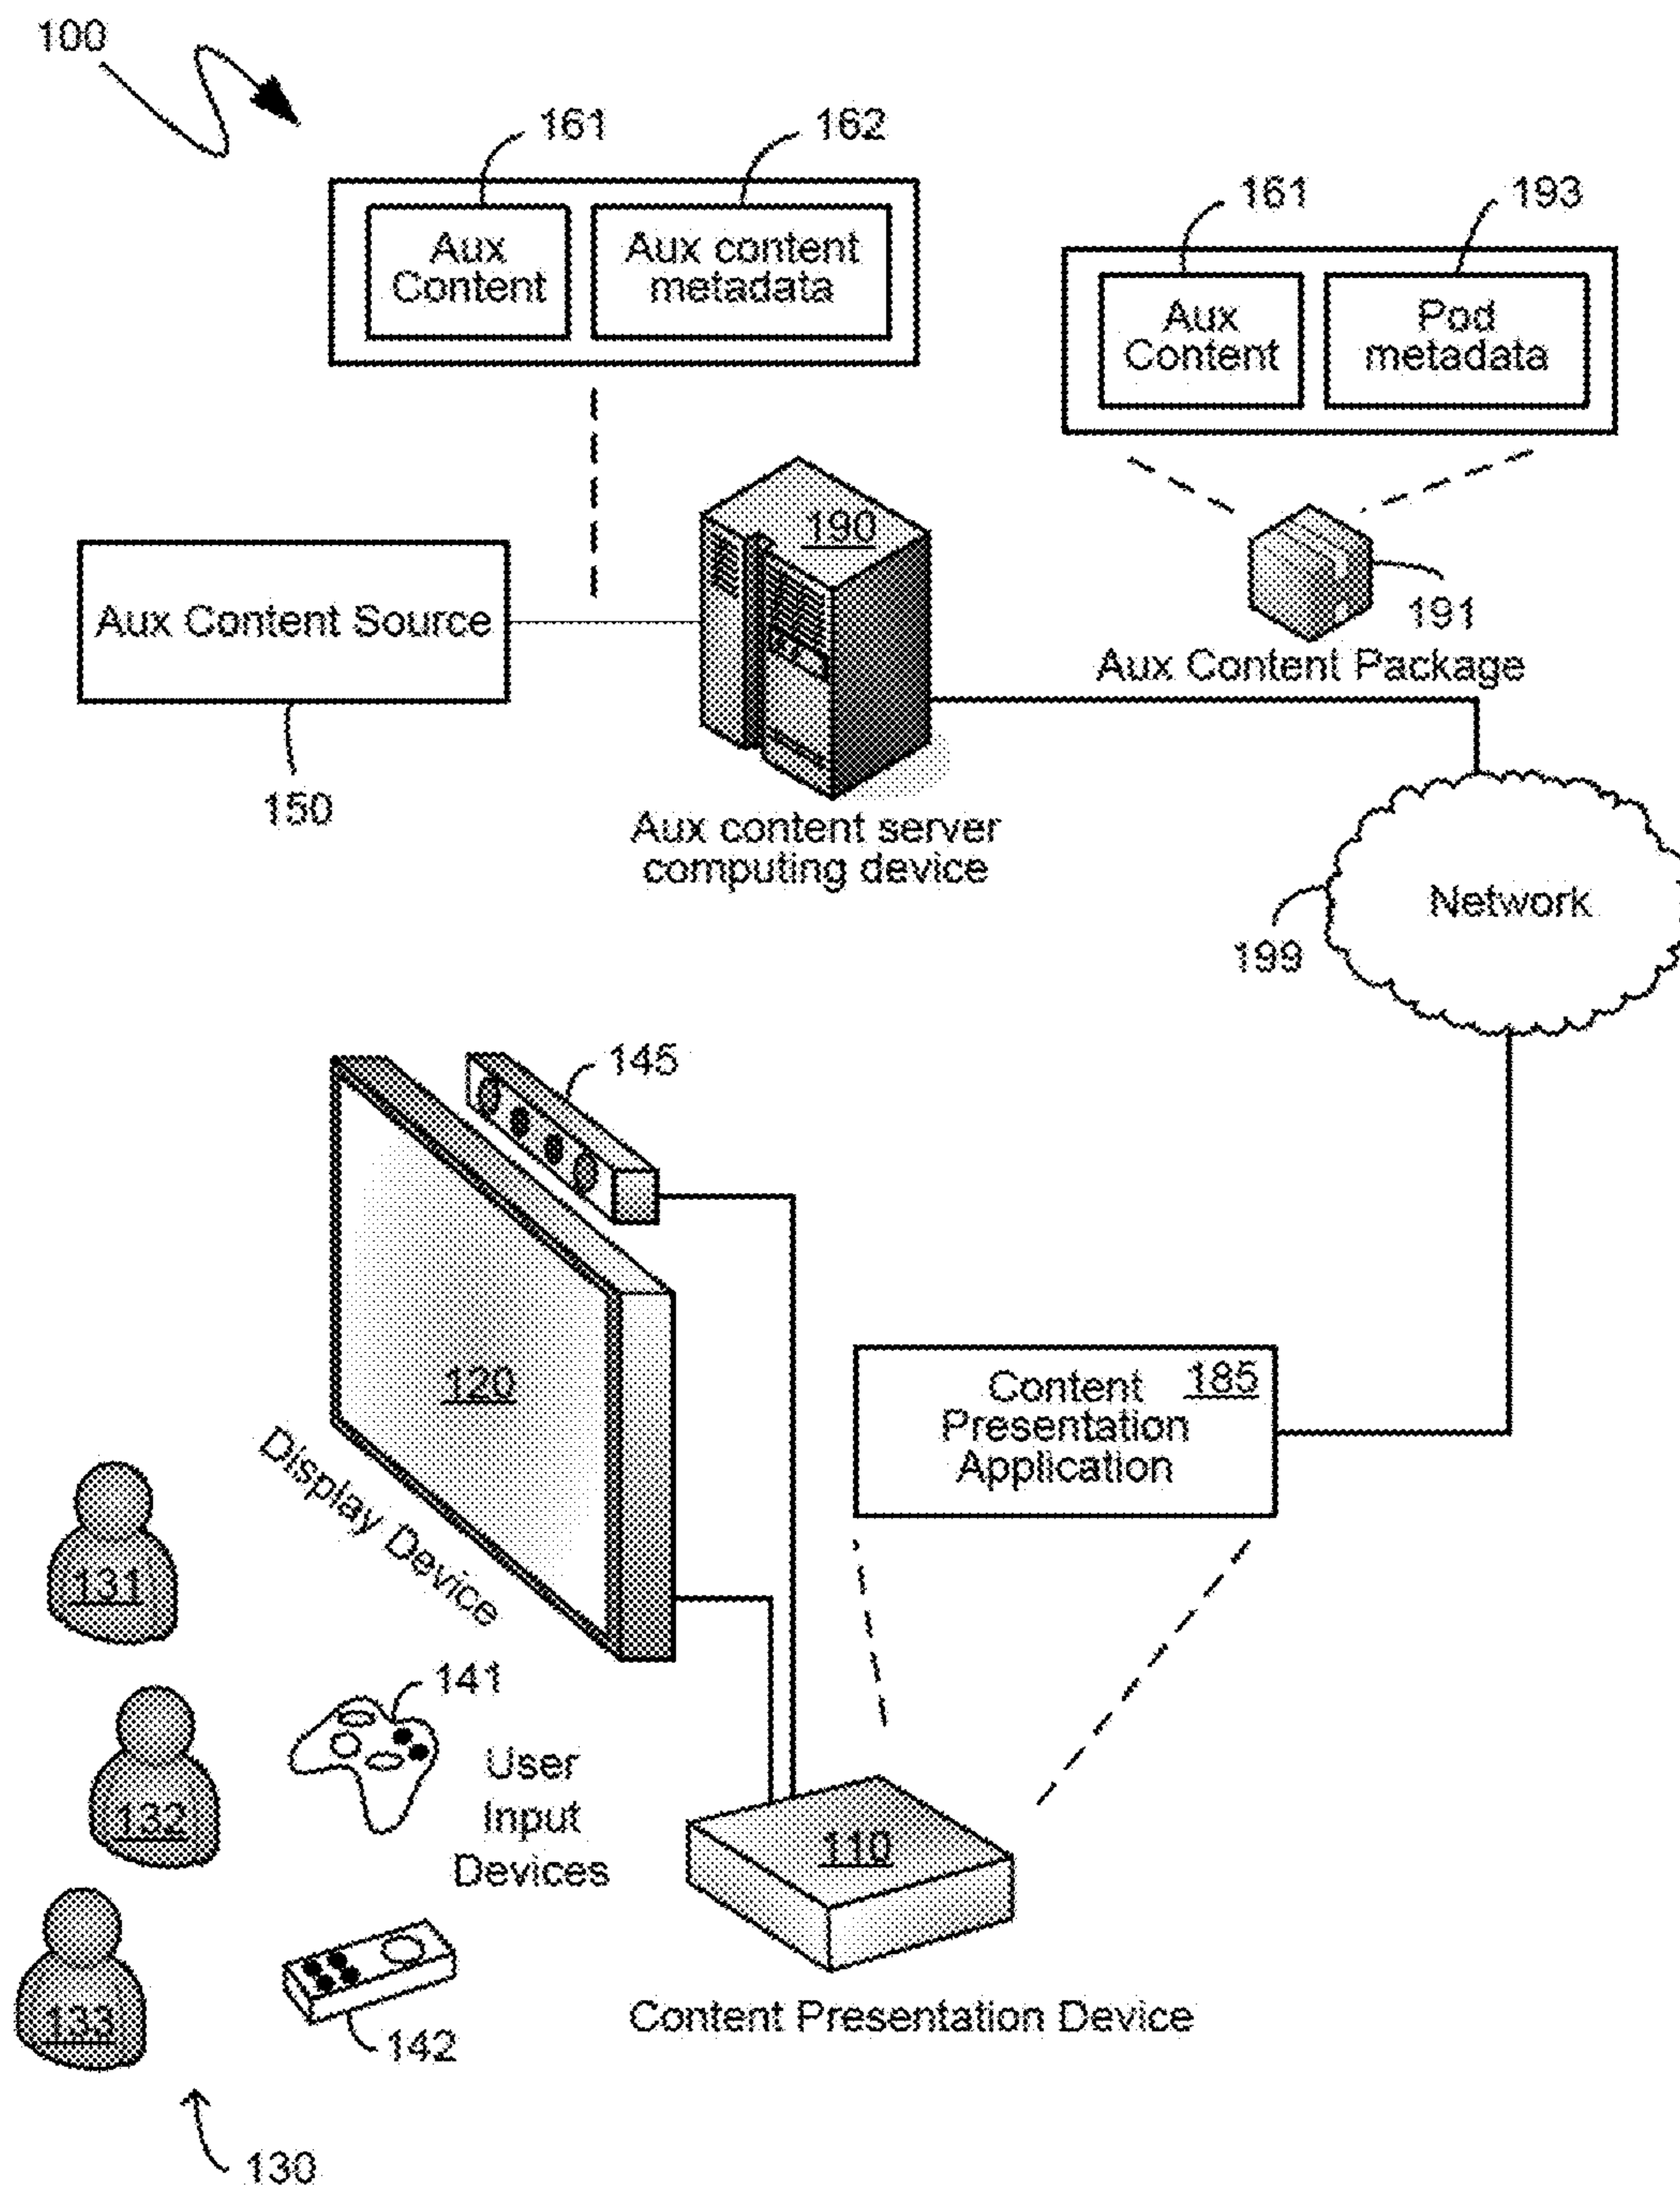 100
161
162
Aux
Content
Aux content
metadata
161
193
Aux
Content
Pod
metadata
190
Aux Content Source
150
191
Aux Content Package
Aux content server
computing device
Network
199
145
120
Display Device
Content
Presentation
Application
185
131
141
User
Input
Devices
132
110
133
142
Content Presentation Device
130